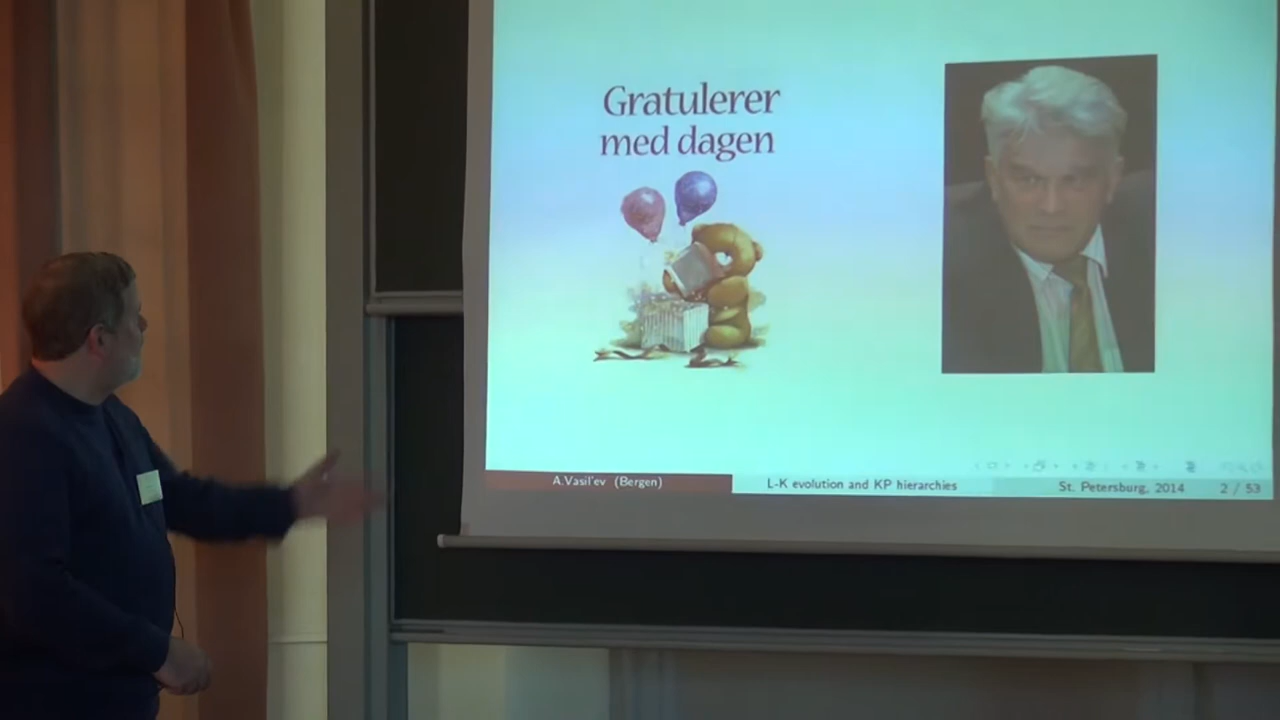 Gratulerer
med dagen
A.Vasil'ev (Bergen)
L-K evolution and KP hierarchies
St. Petersburg, 2014
2 / 53